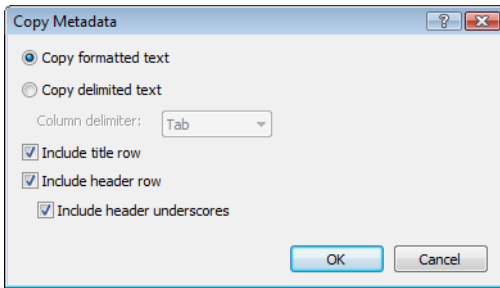 Copy Metadata
Copy formatted text
Copy delimited text
Column delimiter: Tab
Include title row
Include header row
Include header underscores
OK Cancel